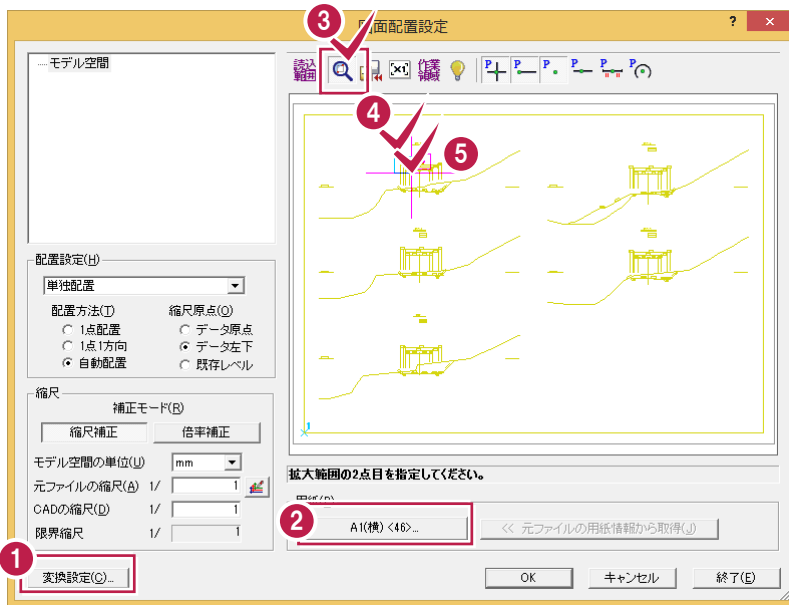 図面配置設定
?
×
モデル空間
読込
範囲
作業
領域
P P P P P P
3
4
5
1
配置設定(H)
単独配置
配置方法(T)
縮尺原点(O)
1点配置
データ原点
1点1方向
データ左下
自動配置
既存レベル
縮尺
補正モード(R)
縮尺補正
倍率補正
モデル空間の単位(U)
mm
元ファイルの縮尺(A) 1/ 1
CADの縮尺(D) 1/ 1
限界縮尺 1/ 1
拡大範囲の2点目を指定してください。
2
A1(横) <46>...
<< 元ファイルの用紙情報から取得(J)
1
変換設定(C)...
OK
キャンセル
終了(E)